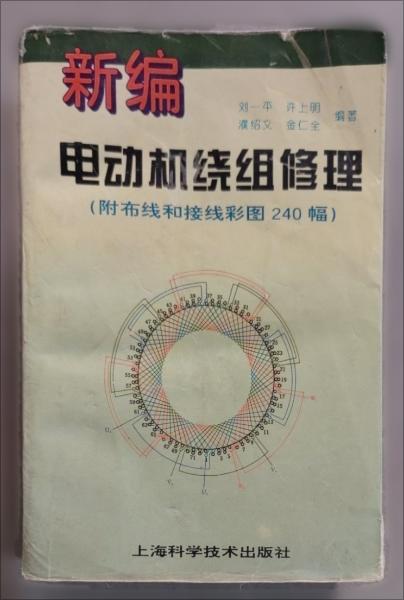 新编
刘一平 许上明
濮绍文 金仁全
编著
电动机绕组修理
(附布线和接线彩图240幅)
上海科学技术出版社